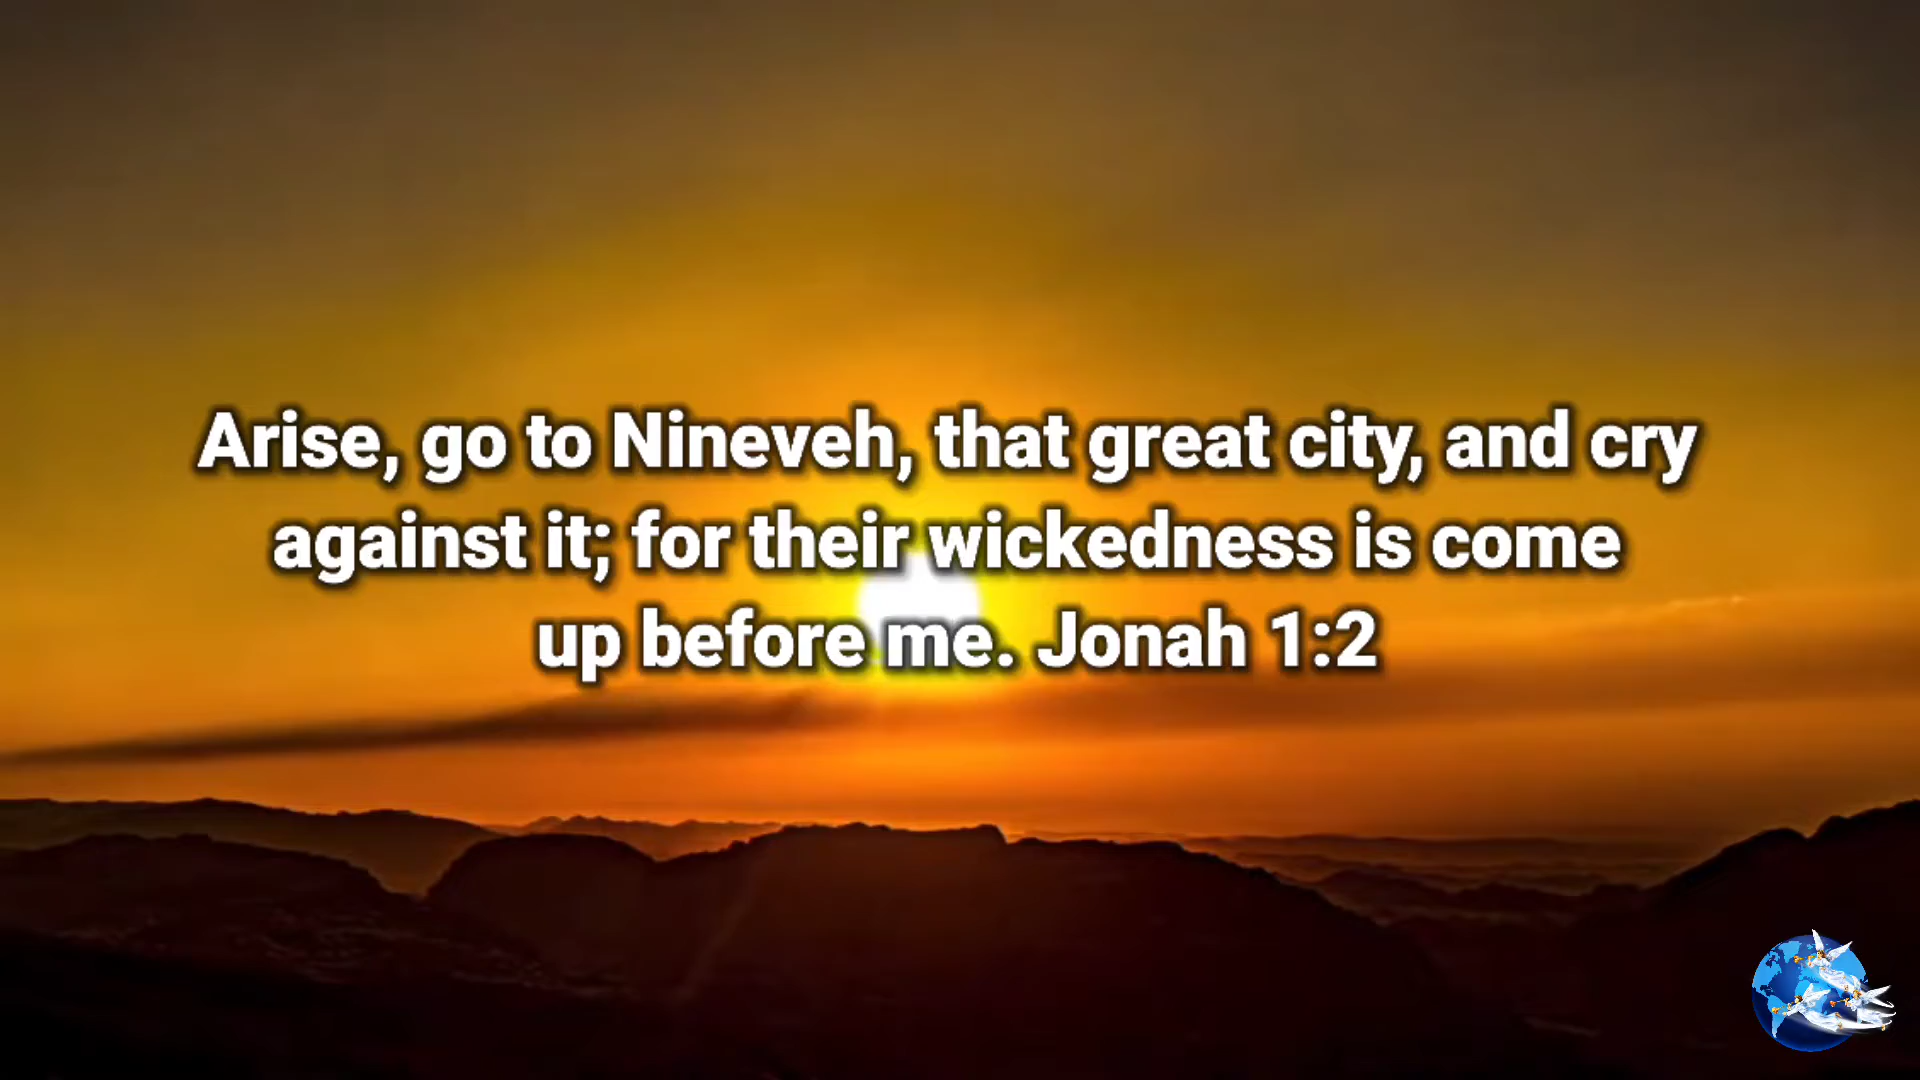 Arise, go to Nineveh, that great city, and cry
against it; for their wickedness is come
up before me. Jonah 1:2